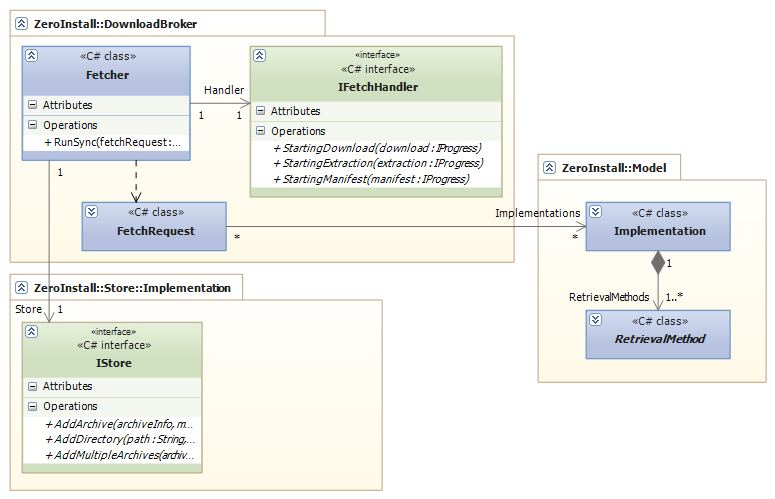 ZeroInstall::DownloadBroker
«C# class»
Fetcher
Attributes
Operations
+ RunSync(fetchRequest:...
Handler
1
1
«interface»
«C# interface»
IFetchHandler
Attributes
Operations
+ StartingDownload(download : IProgress)
+ StartingExtraction(extraction : IProgress)
+ StartingManifest(manifest : IProgress)
1
«C# class»
FetchRequest
*
Implementations
*
ZeroInstall::Model
«C# class»
Implementation
1
RetrievalMethods
1..*
«C# class»
RetrievalMethod
ZeroInstall::Store::Implementation
Store
1
«interface»
«C# interface»
IStore
Attributes
Operations
+ AddArchive(archiveInfo, m...
+ AddDirectory(path : String,...
+ AddMultipleArchives(archiv...